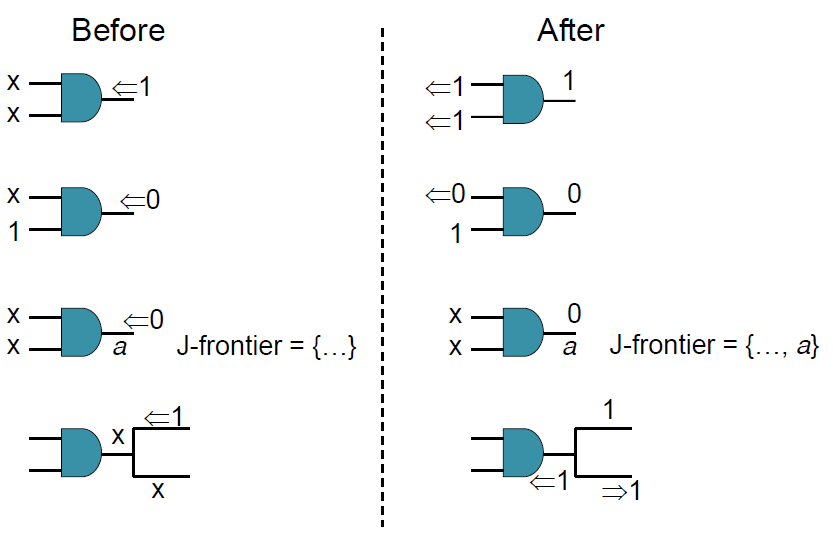 Before After
x ⇐1 ⇐1 1
x ⇐1
x ⇐0 ⇐0 0
1 1
x ⇐0 x 0
x a J-frontier = {…} x a J-frontier = {…, a}
⇐1 1
x
x ⇐1 ⇒1